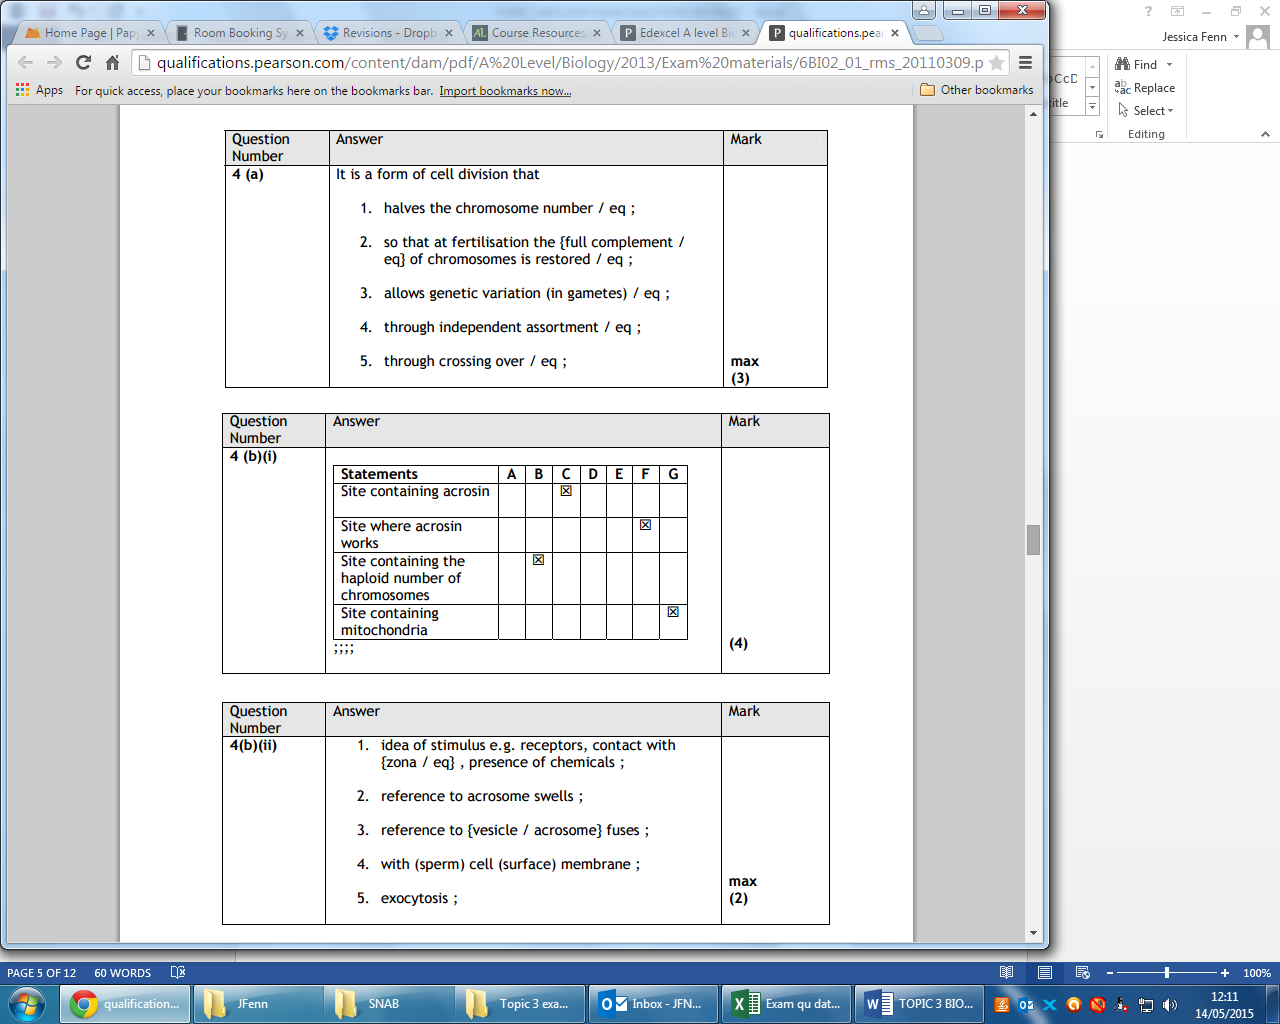 Home Page | Papy
Room Booking Sy
Revisions - Dropb
Course Resources
Edexcel A level Bi
qualifications.pear
qualifications.pearson.com/content/dam/pdf/A%20Level/Biology/2013/Exam%20materials/6BI02_01_rms_20110309.p
Apps For quick access, place your bookmarks here on the bookmarks bar. Import bookmarks now... Other bookmarks
Jessica Fenn
Find
Replace
Select
Editing
title
Question Number Answer Mark
4 (a) It is a form of cell division that
1. halves the chromosome number / eq ;
2. so that at fertilisation the {full complement /
eq} of chromosomes is restored / eq ;
3. allows genetic variation (in gametes) / eq ;
4. through independent assortment / eq ;
5. through crossing over / eq ; max
(3)
Question Number Answer Mark
4 (b)(i)
Statements A B C D E F G
Site containing acrosin ☒
Site where acrosin ☒
works
Site containing the ☒
haploid number of
chromosomes
Site containing ☒
mitochondria
;;;; (4)
Question Number Answer Mark
4(b)(ii) 1. idea of stimulus e.g. receptors, contact with
{zona / eq} , presence of chemicals ;
2. reference to acrosome swells ;
3. reference to {vesicle / acrosome} fuses ;
4. with (sperm) cell (surface) membrane ;
5. exocytosis ; max
(2)
PAGE 5 OF 12 60 WORDS 100%
qualification...
JFenn
SNAB
Topic 3 exa...
Inbox - JFN...
Exam qu dat...
TOPIC 3 BIO...
12:11
14/05/2015